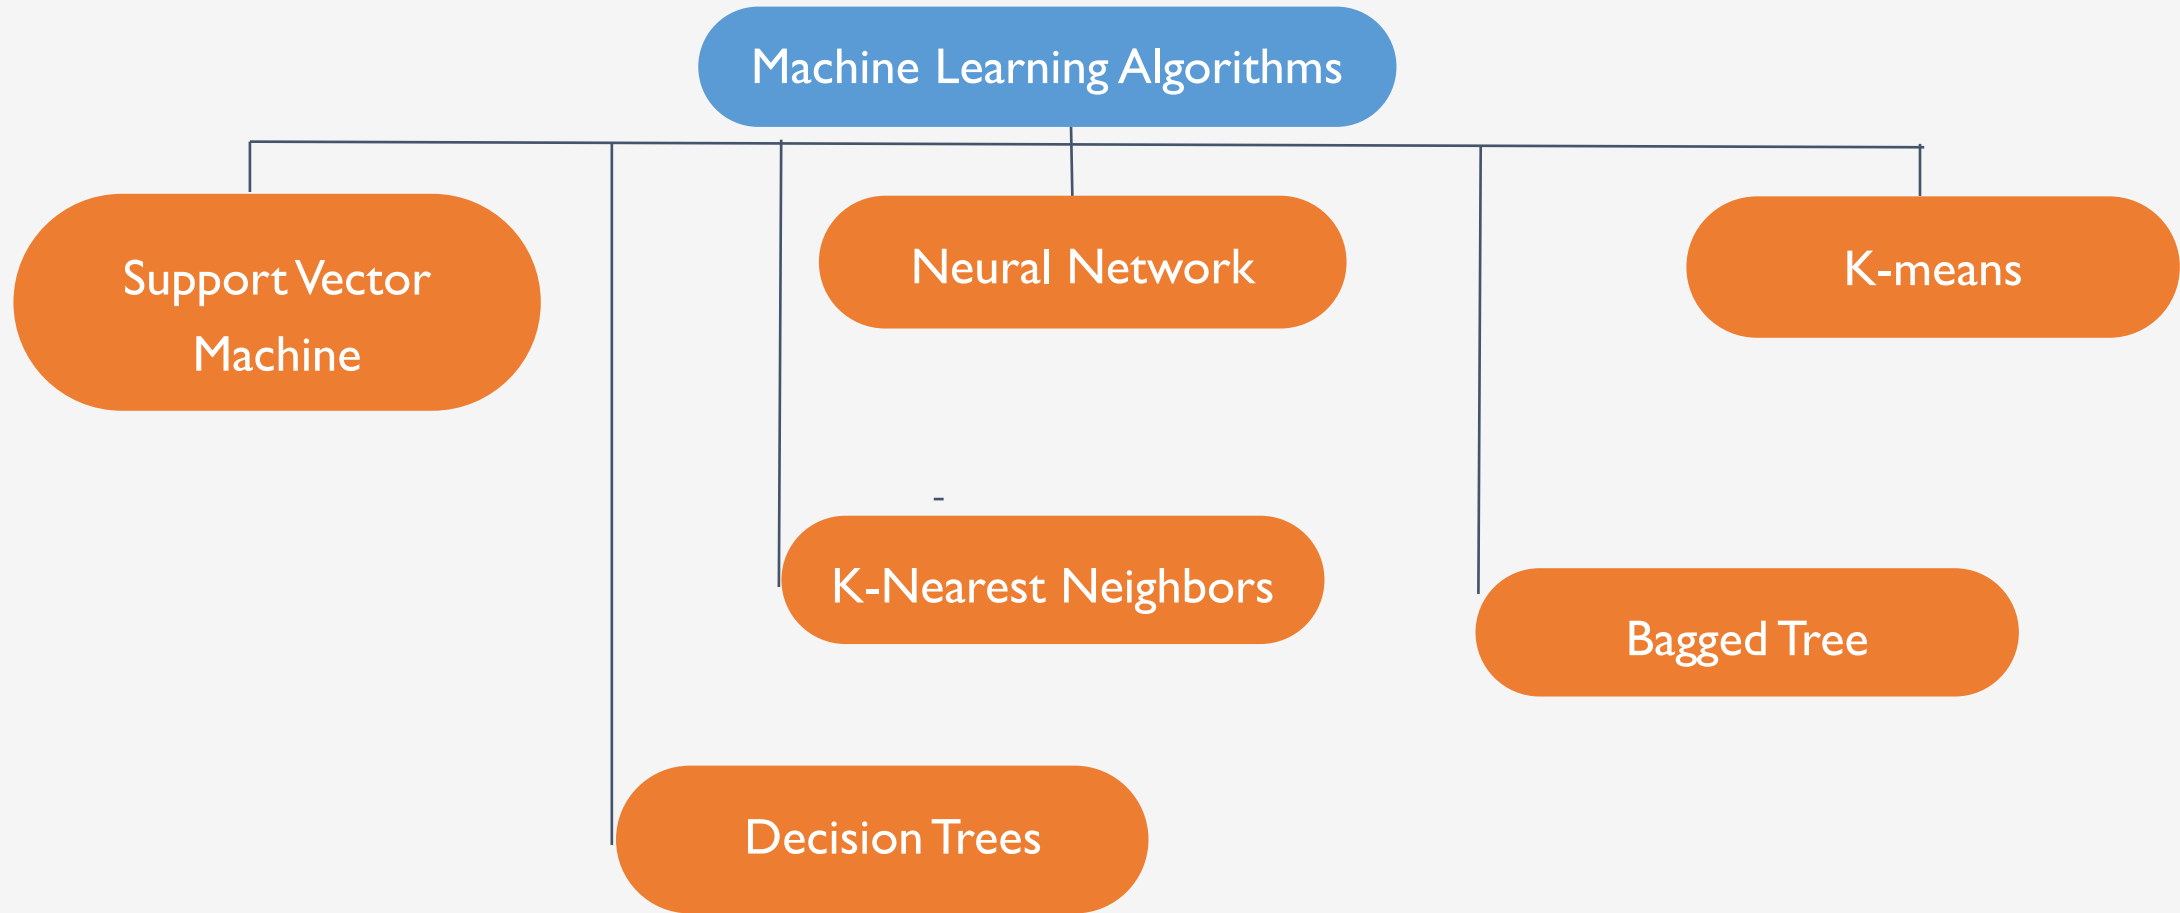 Machine Learning Algorithms
Support Vector
Machine
Neural Network
K-means
-
K-Nearest Neighbors
Bagged Tree
Decision Trees